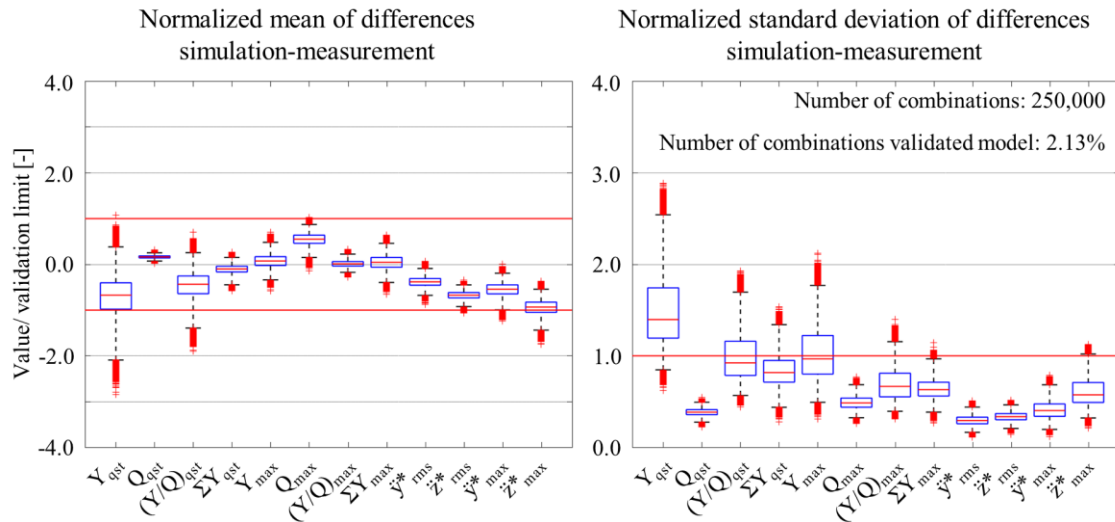 Normalized mean of differences
simulation-measurement
Value/ validation limit [-]
4.0
2.0
0.0
-2.0
-4.0
Y qst
Q qst
(Y/Q) qst
ΣY qst
Y max
Q max
(Y/Q) max
ΣY max
ÿ* rms
z̈* rms
ÿ* max
z̈* max
Normalized standard deviation of differences
simulation-measurement
Number of combinations: 250,000
Number of combinations validated model: 2.13%
4.0
3.0
2.0
1.0
0.0
Y qst
Q qst
(Y/Q) qst
ΣY qst
Y max
Q max
(Y/Q) max
ΣY max
ÿ* rms
z̈* rms
ÿ* max
z̈* max